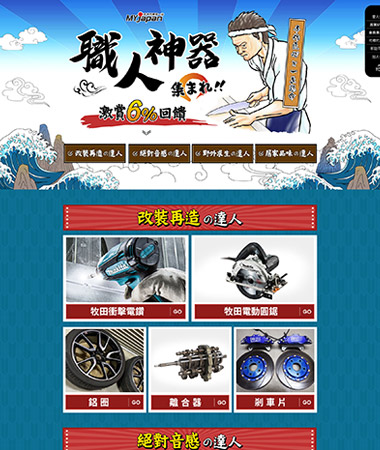 MYJapan
職人神器
集まれ!!
激賞6%回饋
改裝再造の達人
絕對音感の達人
野外求生の達人
居家品味の達人
改裝再造の達人
牧田衝擊電鑽 GO
牧田電動圓鋸 GO
鋁圈 GO
離合器 GO
剎車片 GO
絕對音感の達人